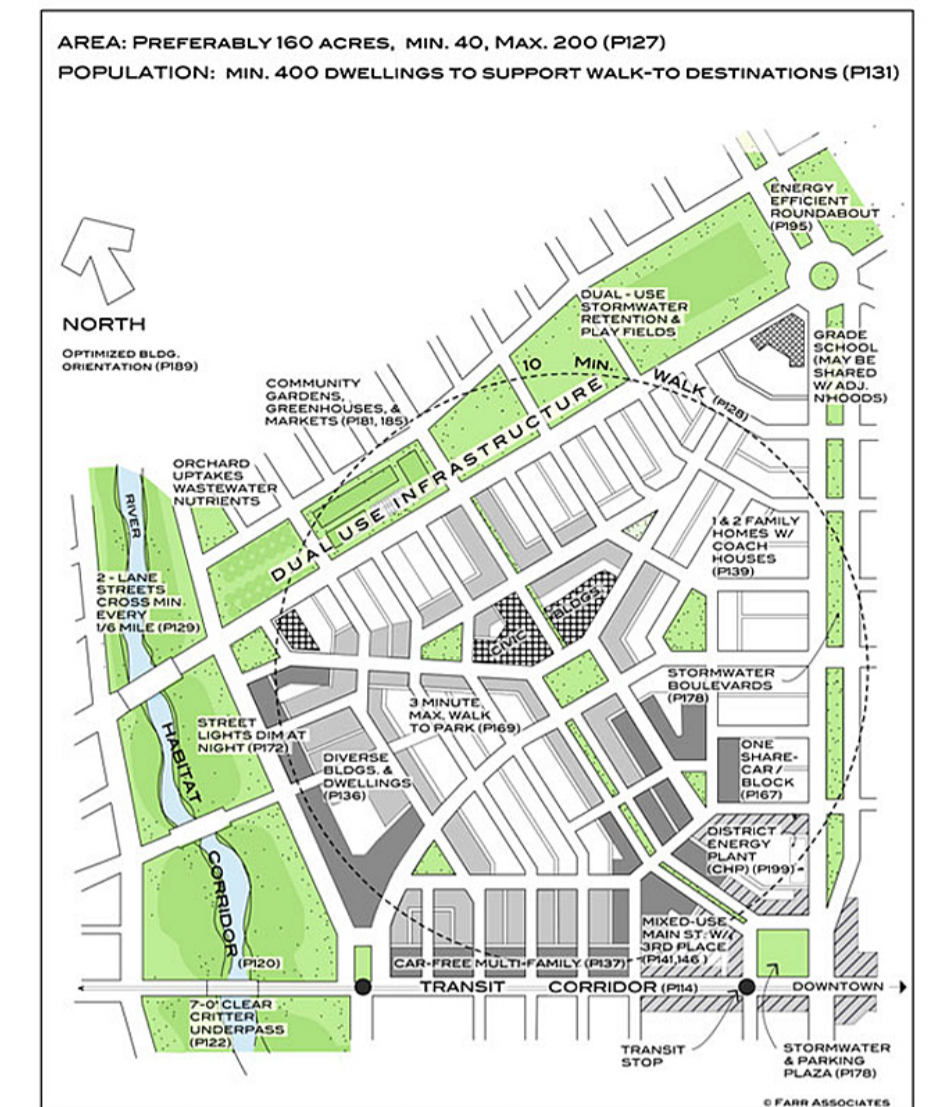 AREA: PREFERABLY 160 ACRES, MIN. 40, MAX. 200 (P127)
POPULATION: MIN. 400 DWELLINGS TO SUPPORT WALK-TO DESTINATIONS (P131)
ENERGY
EFFICIENT
ROUNDABOUT
(P195)
NORTH
OPTIMIZED BLDG.
ORIENTATION (P189)
DUAL-USE
STORMWATER
RETENTION &
PLAY FIELDS
GRADE
SCHOOL
(MAY BE
SHARED
W/ ADJ.
N'HOODS)
10 MIN. WALK (P128)
COMMUNITY
GARDENS,
GREENHOUSES, &
MARKETS (P181, 185)
DUAL USE INFRASTRUCTURE
ORCHARD
UPTAKES
WASTEWATER
NUTRIENTS
RIVER
1 & 2 FAMILY
HOMES W/
COACH
HOUSES
(P139)
2 - LANE
STREETS
CROSS MIN.
EVERY
1/6 MILE (P129)
CIVIC BLDGS
STORMWATER
BOULEVARDS
(P178)
3 MINUTE,
MAX, WALK
TO PARK (P169)
STREET
LIGHTS DIM AT
NIGHT (P172)
HABITAT CORRIDOR (P120)
DIVERSE
BLDGS. &
DWELLINGS
(P136)
ONE
SHARE-
CAR /
BLOCK
(P167)
DISTRICT
ENERGY
PLANT
(CHP) (P199)
MIXED-USE
MAIN ST. W/
3RD PLACE
(P141,146)
CAR-FREE MULTI-FAMILY (P137)
TRANSIT CORRIDOR (P114)
DOWNTOWN
7-0" CLEAR
CRITTER
UNDERPASS
(P122)
TRANSIT
STOP
STORMWATER
& PARKING
PLAZA (P178)
© FARR ASSOCIATES